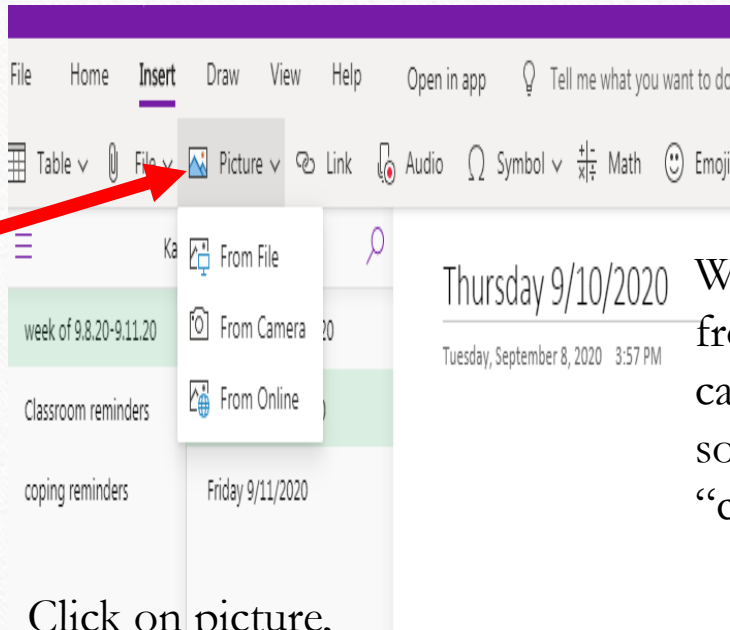 File Home Insert Draw View Help Open in app Tell me what you want to do
Table File Picture Link Audio Symbol Math Emoji
From File
From Camera
From Online
week of 9.8.20-9.11.20
Classroom reminders
coping reminders
Friday 9/11/2020
Thursday 9/10/2020
Tuesday, September 8, 2020 3:57 PM
Click on picture,